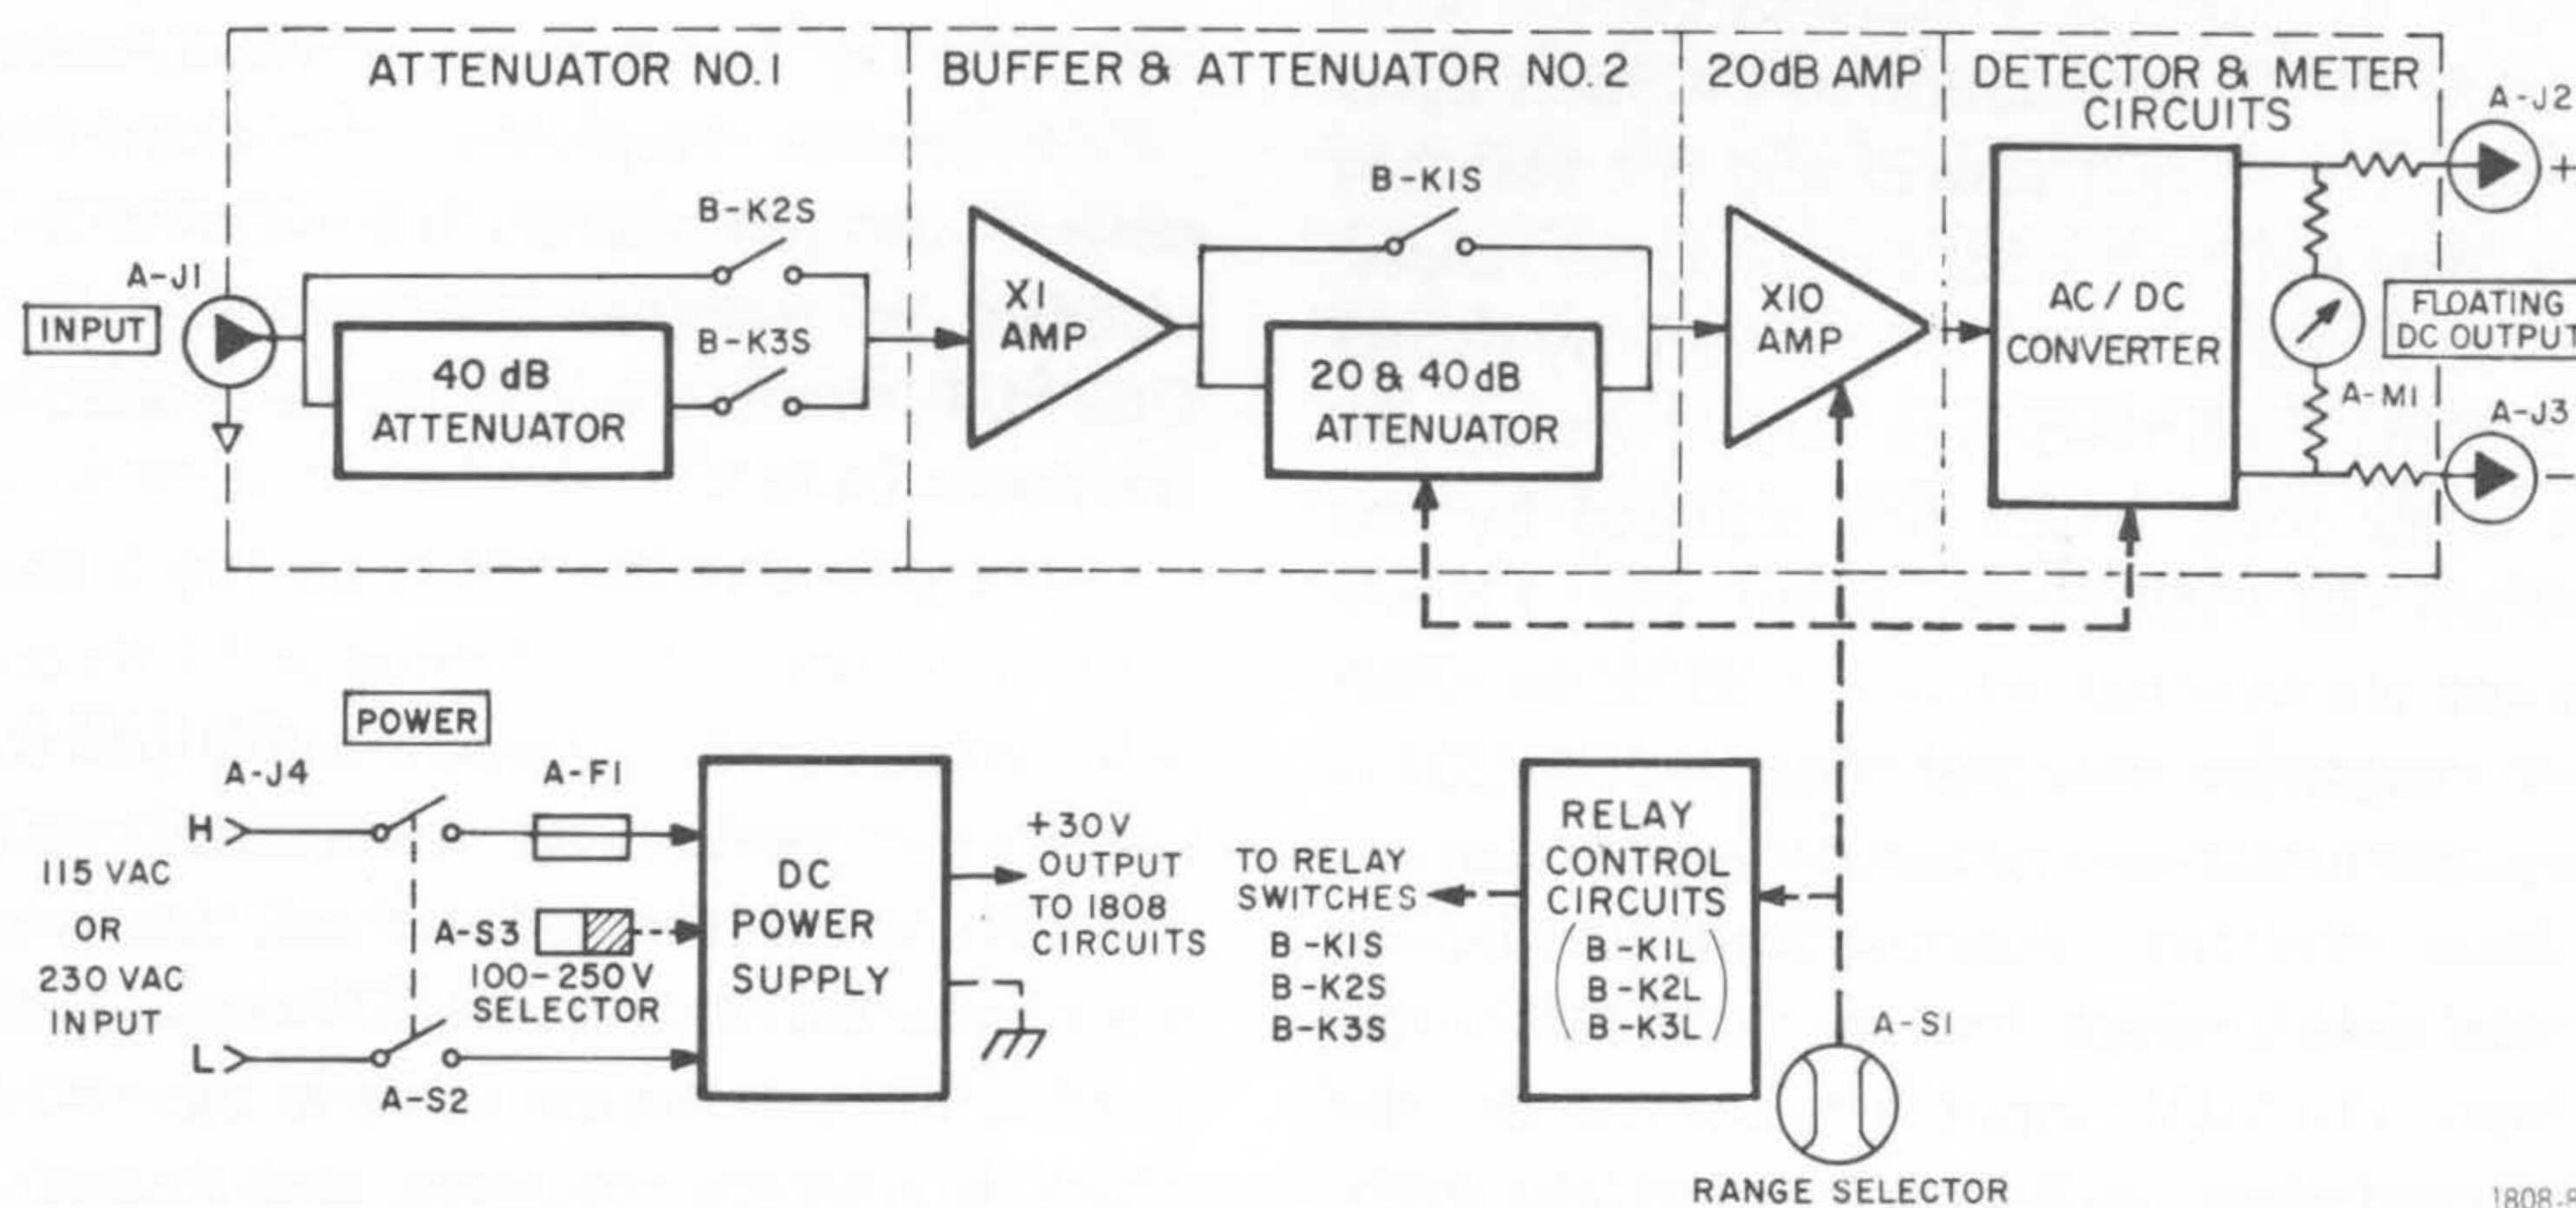 ATTENUATOR NO. 1
BUFFER & ATTENUATOR NO. 2
20dB AMP
DETECTOR & METER
CIRCUITS
A-J2
+
B-K1S
B-K2S
A-J1
INPUT
X1
AMP
X10
AMP
AC/DC
CONVERTER
FLOATING
DC OUTPUT
B-K3S
40 dB
ATTENUATOR
20 & 40dB
ATTENUATOR
A-M1
A-J3
-
POWER
A-J4
A-F1
H
115 VAC
OR
230 VAC
INPUT
L
A-S3
100-250V
SELECTOR
A-S2
DC
POWER
SUPPLY
+30V
OUTPUT
TO 1808
CIRCUITS
TO RELAY
SWITCHES
B-K1S
B-K2S
B-K3S
RELAY
CONTROL
CIRCUITS
(B-K1L
B-K2L
B-K3L)
A-S1
RANGE SELECTOR